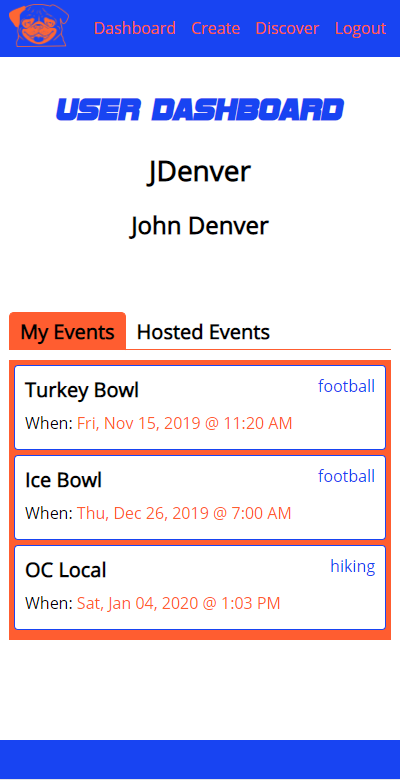 Dashboard Create Discover Logout
USER DASHBOARD
JDenver
John Denver
My Events Hosted Events
Turkey Bowl football
When: Fri, Nov 15, 2019 @ 11:20 AM
Ice Bowl football
When: Thu, Dec 26, 2019 @ 7:00 AM
OC Local hiking
When: Sat, Jan 04, 2020 @ 1:03 PM